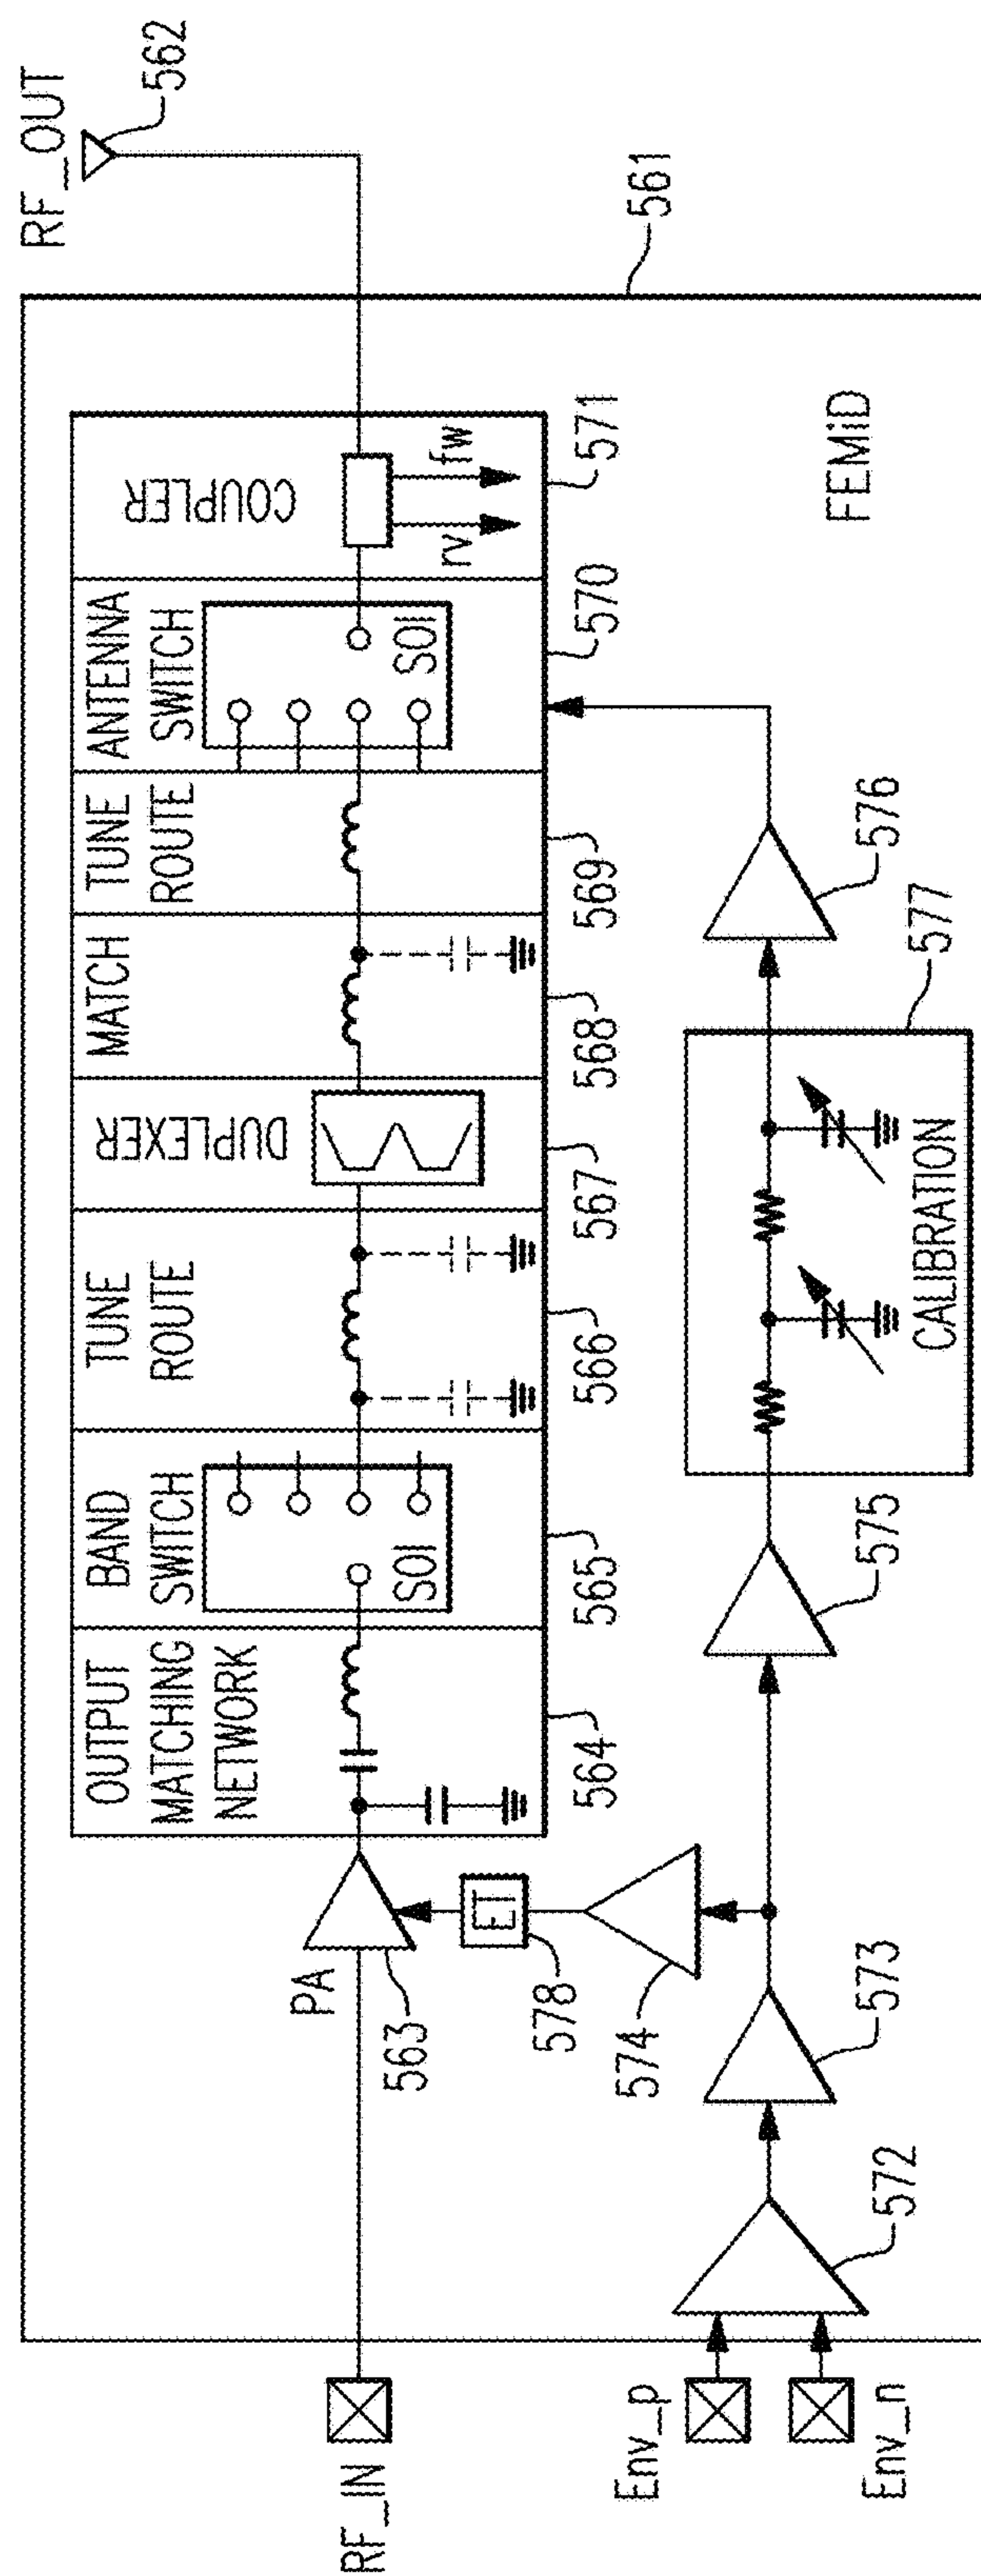 RF_OUT
562
561
OUTPUT
MATCHING
NETWORK
BAND
SWITCH
TUNE
ROUTE
DUPLEXER
MATCH
TUNE
ROUTE
ANTENNA
SWITCH
COUPLER
SOI
SOI
rv
fw
PA
563
564
565
566
567
568
569
570
571
RF_IN
ET
578
574
FEMiD
Env_p
Env_n
572
573
575
CALIBRATION
577
576